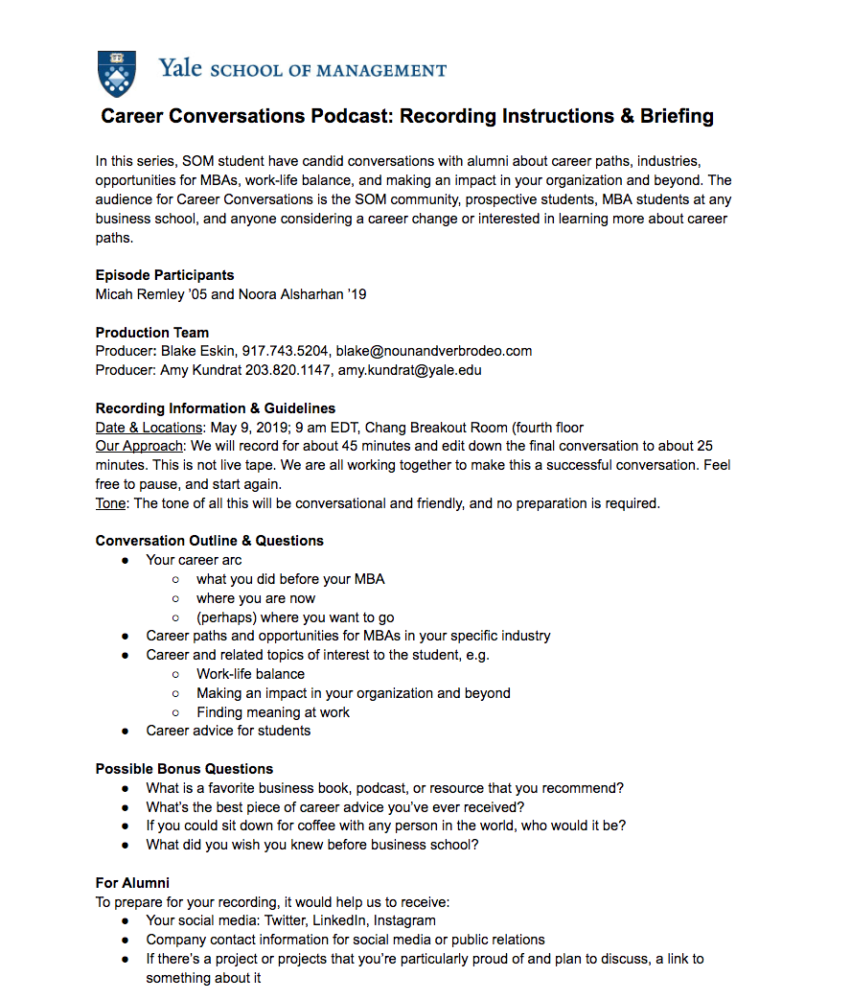 Yale SCHOOL OF MANAGEMENT
Career Conversations Podcast: Recording Instructions & Briefing
In this series, SOM student have candid conversations with alumni about career paths, industries,
opportunities for MBAs, work-life balance, and making an impact in your organization and beyond. The
audience for Career Conversations is the SOM community, prospective students, MBA students at any
business school, and anyone considering a career change or interested in learning more about career
paths.
Episode Participants
Micah Remley ’05 and Noora Alsharhan ’19
Production Team
Producer: Blake Eskin, 917.743.5204, blake@nounandverbrodeo.com
Producer: Amy Kundrat 203.820.1147, amy.kundrat@yale.edu
Recording Information & Guidelines
Date & Locations: May 9, 2019; 9 am EDT, Chang Breakout Room (fourth floor
Our Approach: We will record for about 45 minutes and edit down the final conversation to about 25
minutes. This is not live tape. We are all working together to make this a successful conversation. Feel
free to pause, and start again.
Tone: The tone of all this will be conversational and friendly, and no preparation is required.
Conversation Outline & Questions
● Your career arc
○ what you did before your MBA
○ where you are now
○ (perhaps) where you want to go
● Career paths and opportunities for MBAs in your specific industry
● Career and related topics of interest to the student, e.g.
○ Work-life balance
○ Making an impact in your organization and beyond
○ Finding meaning at work
● Career advice for students
Possible Bonus Questions
● What is a favorite business book, podcast, or resource that you recommend?
● What’s the best piece of career advice you’ve ever received?
● If you could sit down for coffee with any person in the world, who would it be?
● What did you wish you knew before business school?
For Alumni
To prepare for your recording, it would help us to receive:
● Your social media: Twitter, LinkedIn, Instagram
● Company contact information for social media or public relations
● If there’s a project or projects that you’re particularly proud of and plan to discuss, a link to
something about it